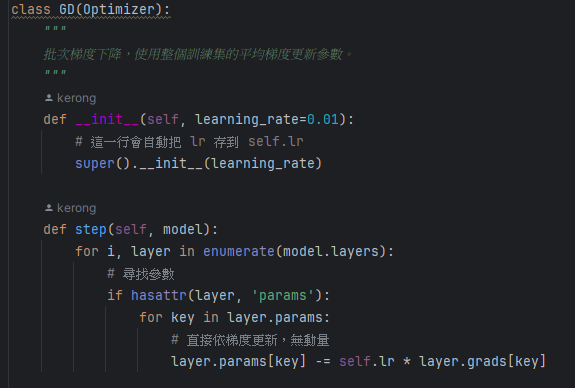 class GD(Optimizer):
"""
批次梯度下降，使用整個訓練集的平均梯度更新參數。
"""
kerong
def __init__(self, learning_rate=0.01):
# 這一行會自動把 lr 存到 self.lr
super().__init__(learning_rate)
kerong
def step(self, model):
for i, layer in enumerate(model.layers):
# 尋找參數
if hasattr(layer, 'params'):
for key in layer.params:
# 直接依梯度更新，無動量
layer.params[key] -= self.lr * layer.grads[key]